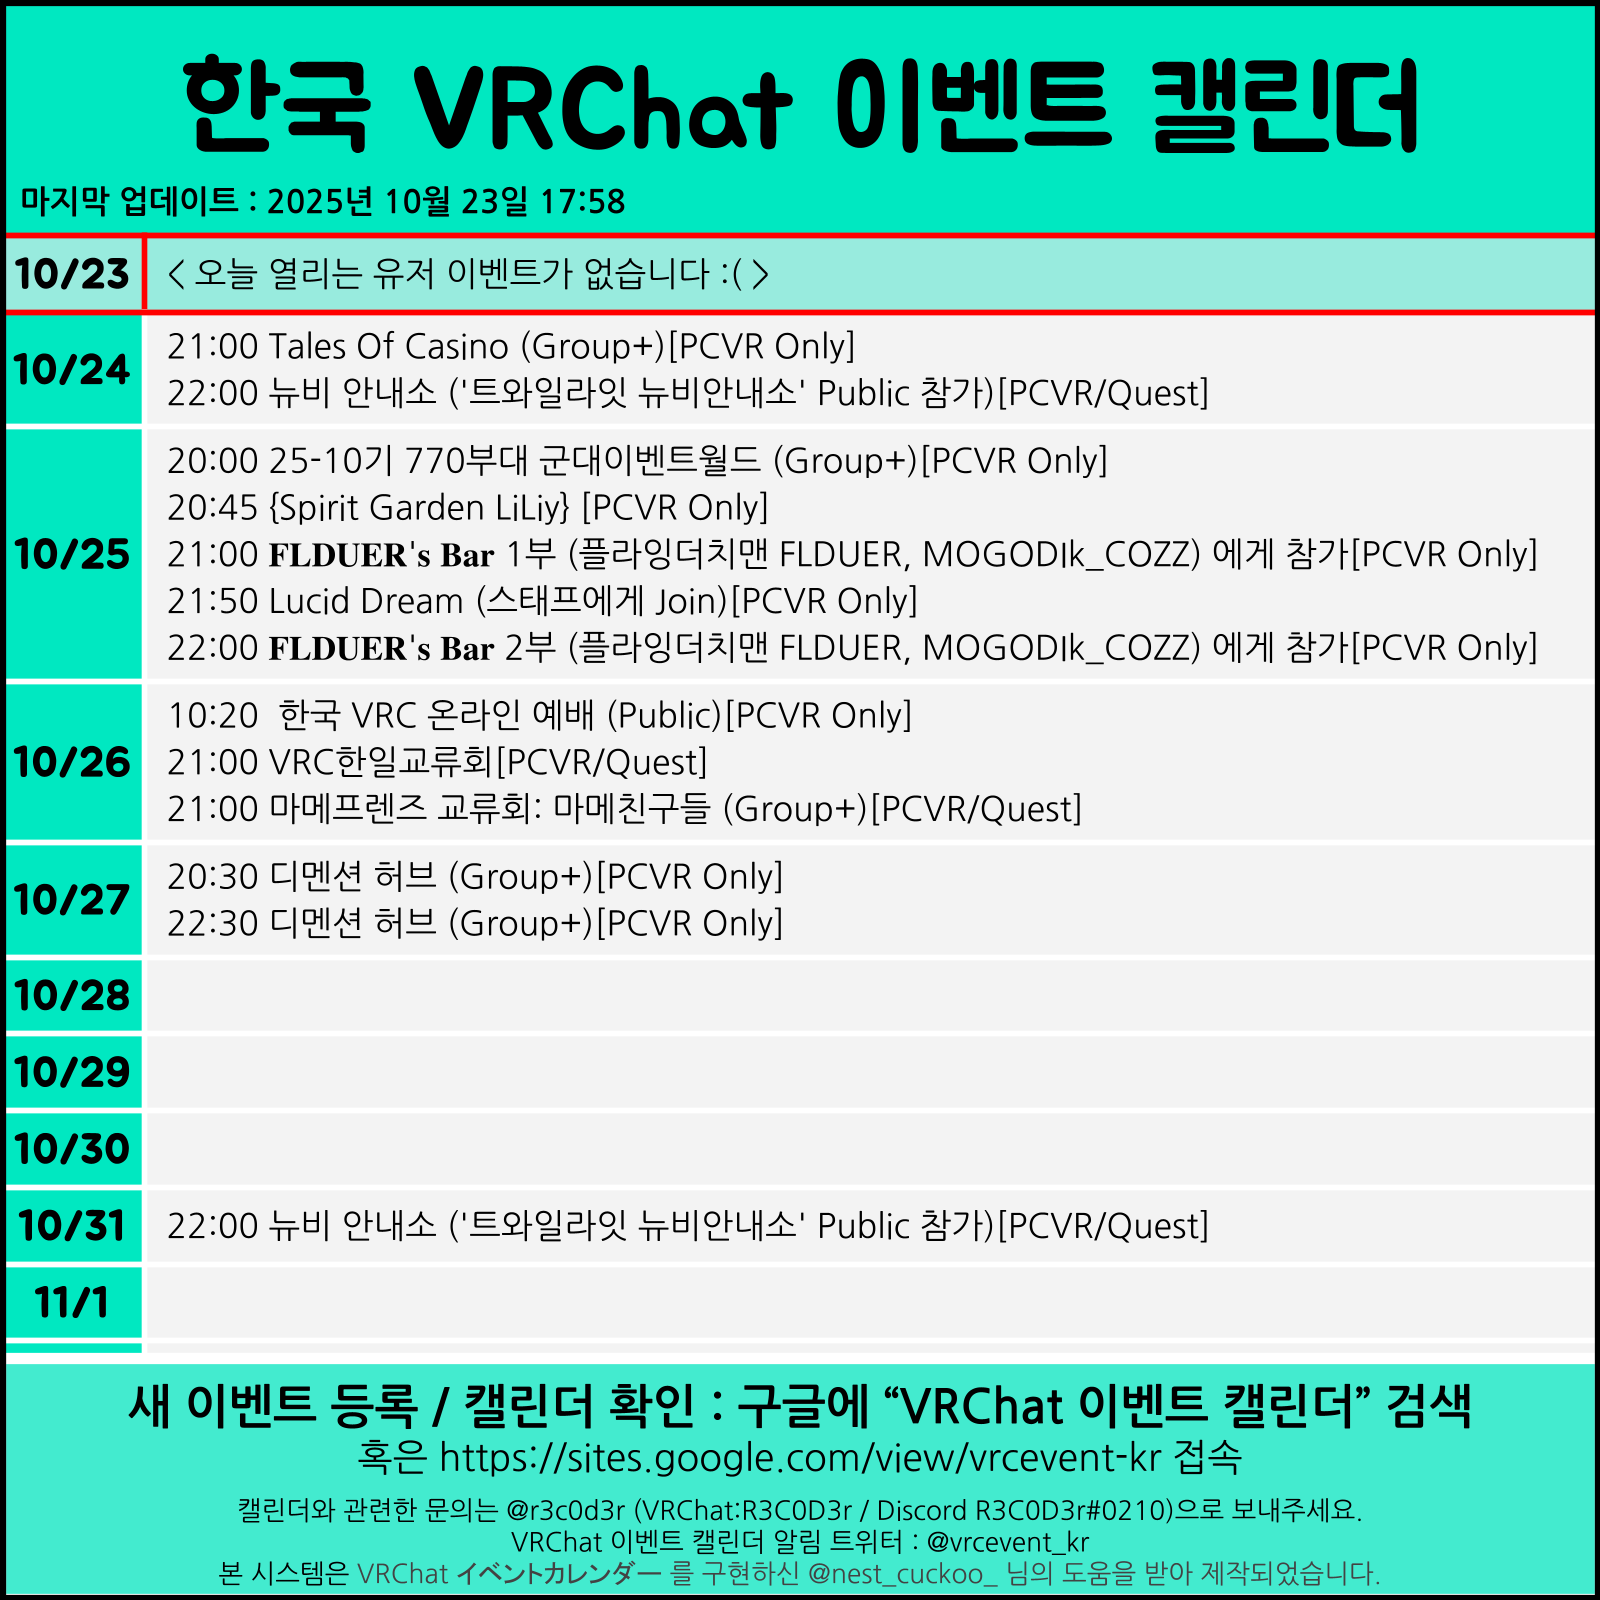 한국 VRChat 이벤트 캘린더
마지막 업데이트 : 2025년 10월 23일 17:58
10/23 < 오늘 열리는 유저 이벤트가 없습니다 :( >
10/24
21:00 Tales Of Casino (Group+)[PCVR Only]
22:00 뉴비 안내소 ('트와일라잇 뉴비안내소' Public 참가)[PCVR/Quest]
10/25
20:00 25-10기 770부대 군대이벤트월드 (Group+)[PCVR Only]
20:45 {Spirit Garden LiLiy} [PCVR Only]
21:00 𝐅𝐋𝐃𝐔𝐄𝐑'𝐬 𝐁𝐚𝐫 1부 (플라잉더치맨 FLDUER, MOGODIk_COZZ) 에게 참가[PCVR Only]
21:50 Lucid Dream (스태프에게 Join)[PCVR Only]
22:00 𝐅𝐋𝐃𝐔𝐄𝐑'𝐬 𝐁𝐚𝐫 2부 (플라잉더치맨 FLDUER, MOGODIk_COZZ) 에게 참가[PCVR Only]
10/26
10:20  한국 VRC 온라인 예배 (Public)[PCVR Only]
21:00 VRC한일교류회[PCVR/Quest]
21:00 마메프렌즈 교류회: 마메친구들 (Group+)[PCVR/Quest]
10/27
20:30 디멘션 허브 (Group+)[PCVR Only]
22:30 디멘션 허브 (Group+)[PCVR Only]
10/28
10/29
10/30
10/31 22:00 뉴비 안내소 ('트와일라잇 뉴비안내소' Public 참가)[PCVR/Quest]
11/1
새 이벤트 등록 / 캘린더 확인 : 구글에 “VRChat 이벤트 캘린더” 검색
혹은 https://sites.google.com/view/vrcevent-kr 접속
캘린더와 관련한 문의는 @r3c0d3r (VRChat:R3C0D3r / Discord R3C0D3r#0210)으로 보내주세요.
VRChat 이벤트 캘린더 알림 트위터 : @vrcevent_kr
본 시스템은 VRChat イベントカレンダー 를 구현하신 @nest_cuckoo_ 님의 도움을 받아 제작되었습니다.